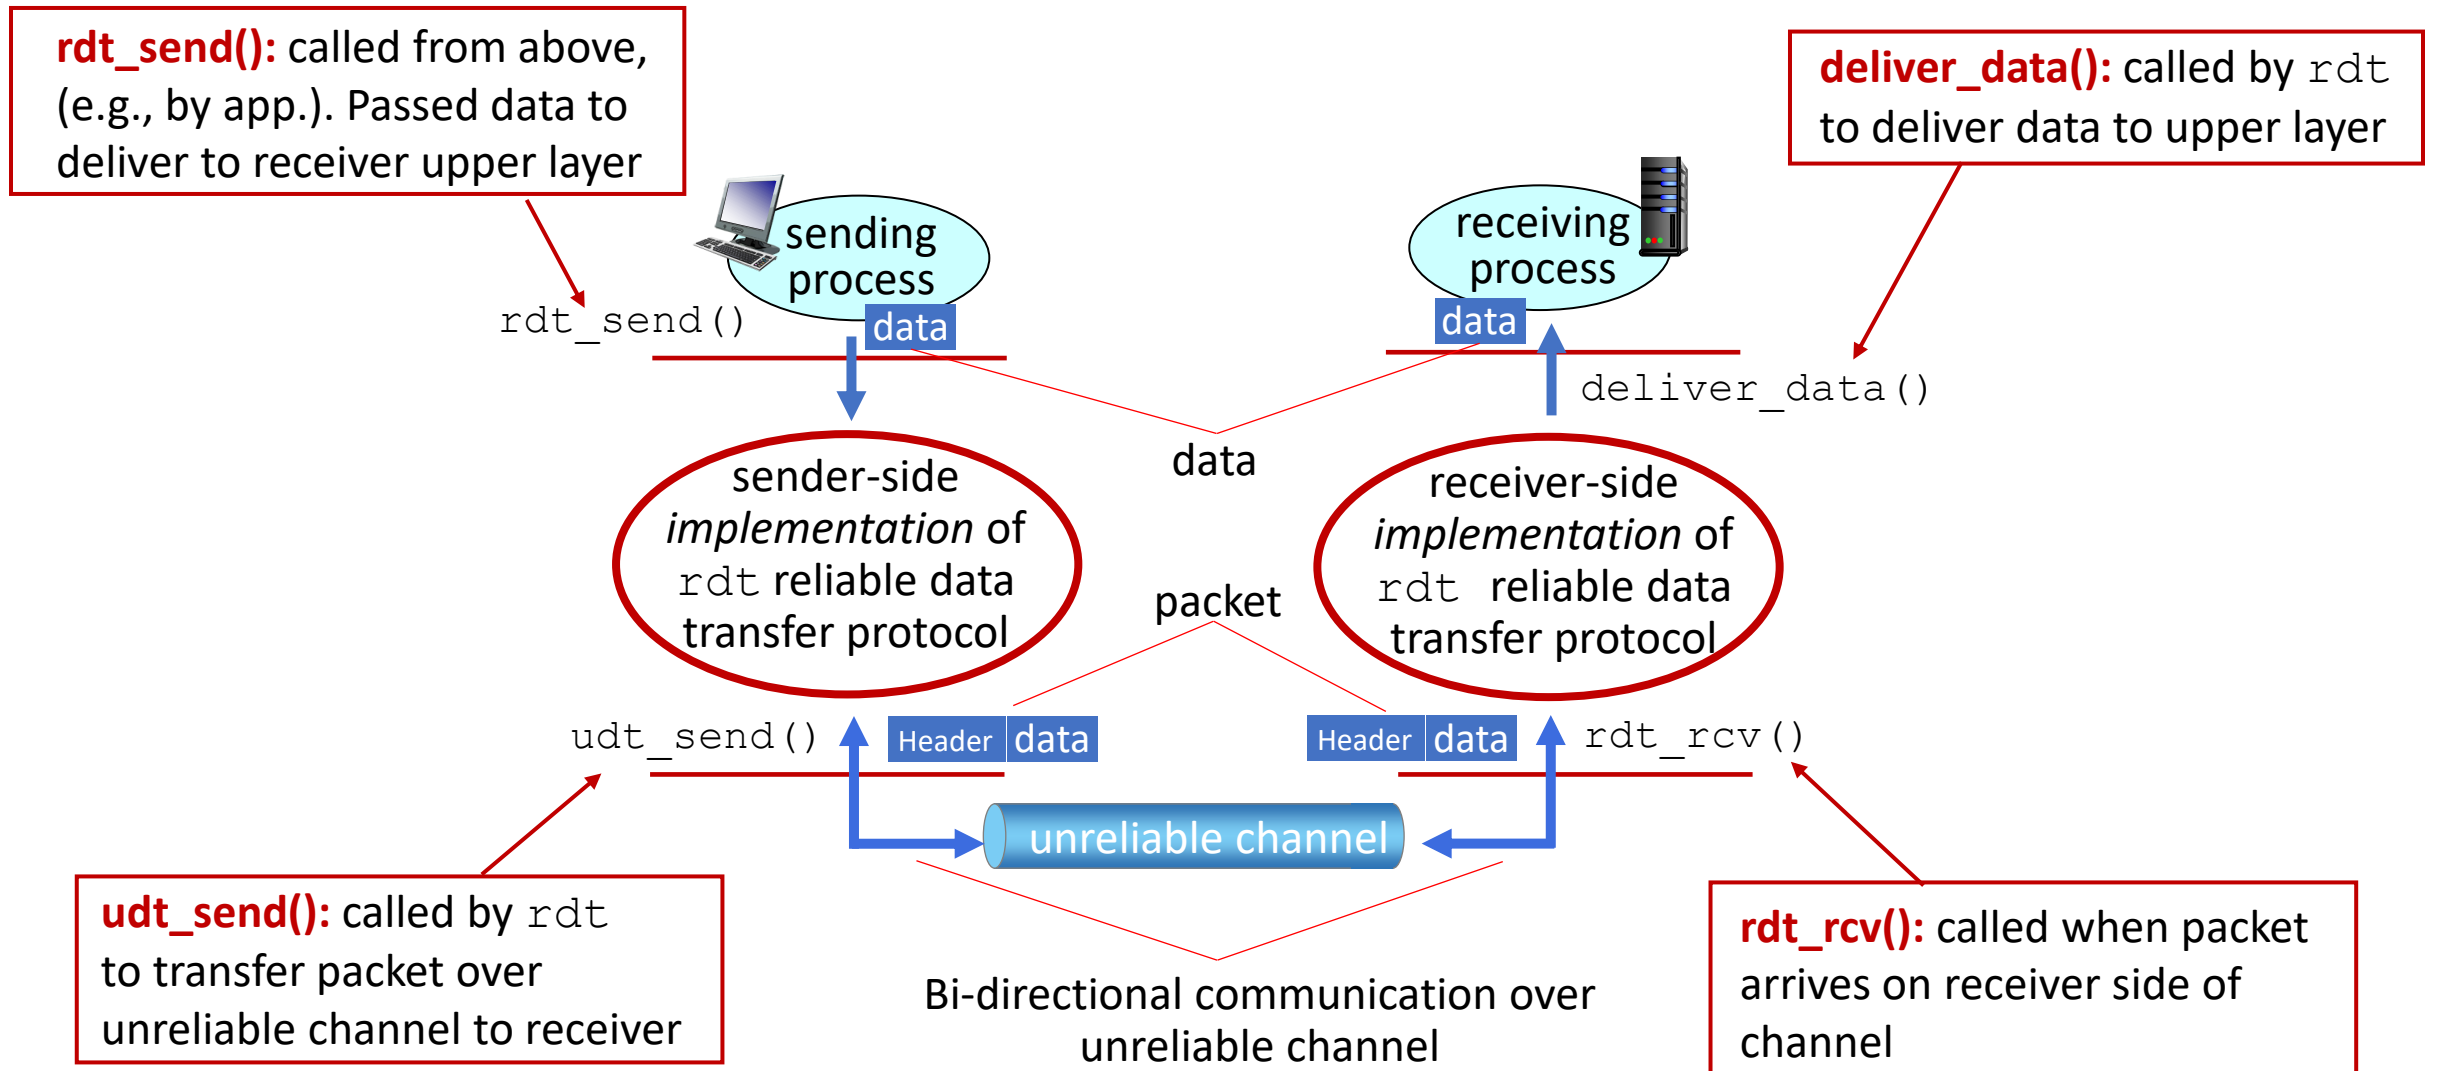 rdt_send(): called from above,
(e.g., by app.). Passed data to
deliver to receiver upper layer
deliver_data(): called by rdt
to deliver data to upper layer
sending
process
receiving
process
rdt_send()
data
data
deliver_data()
data
sender-side
implementation of
rdt reliable data
transfer protocol
receiver-side
implementation of
rdt reliable data
transfer protocol
packet
udt_send()
Header data
Header data
rdt_rcv()
unreliable channel
udt_send(): called by rdt
to transfer packet over
unreliable channel to receiver
Bi-directional communication over
unreliable channel
rdt_rcv(): called when packet
arrives on receiver side of
channel